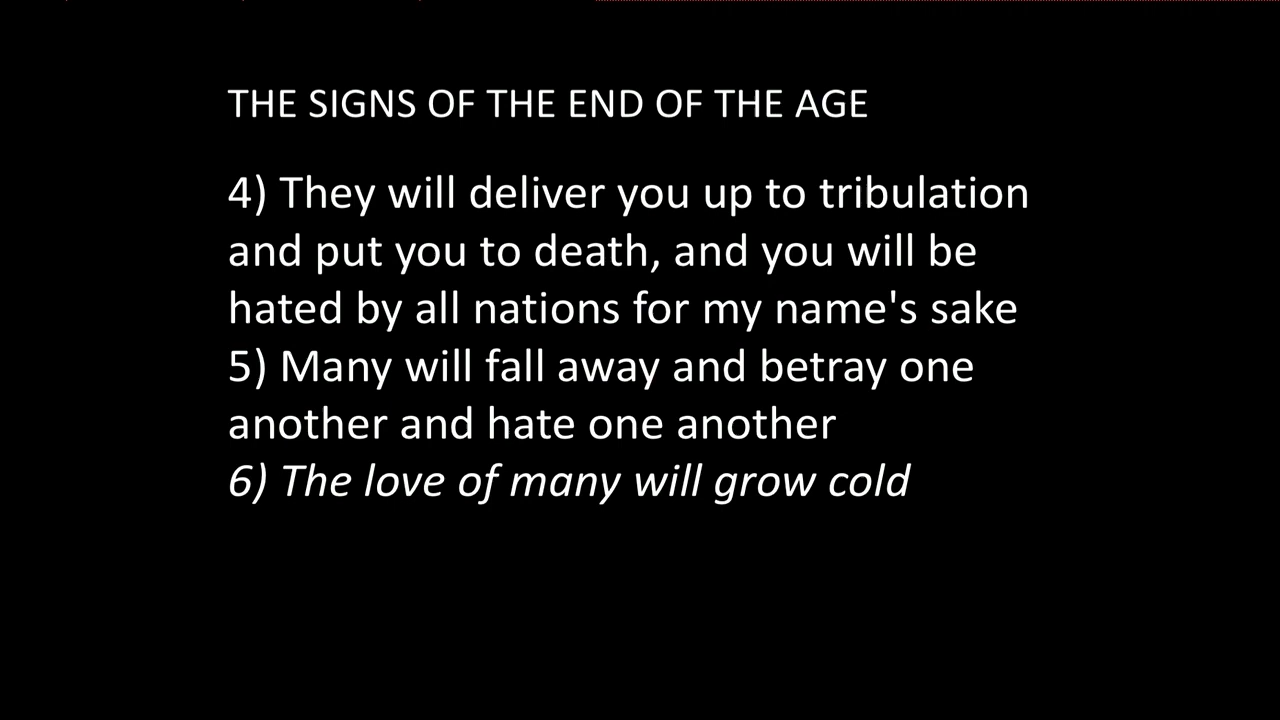 THE SIGNS OF THE END OF THE AGE
4) They will deliver you up to tribulation
and put you to death, and you will be
hated by all nations for my name's sake
5) Many will fall away and betray one
another and hate one another
6) The love of many will grow cold